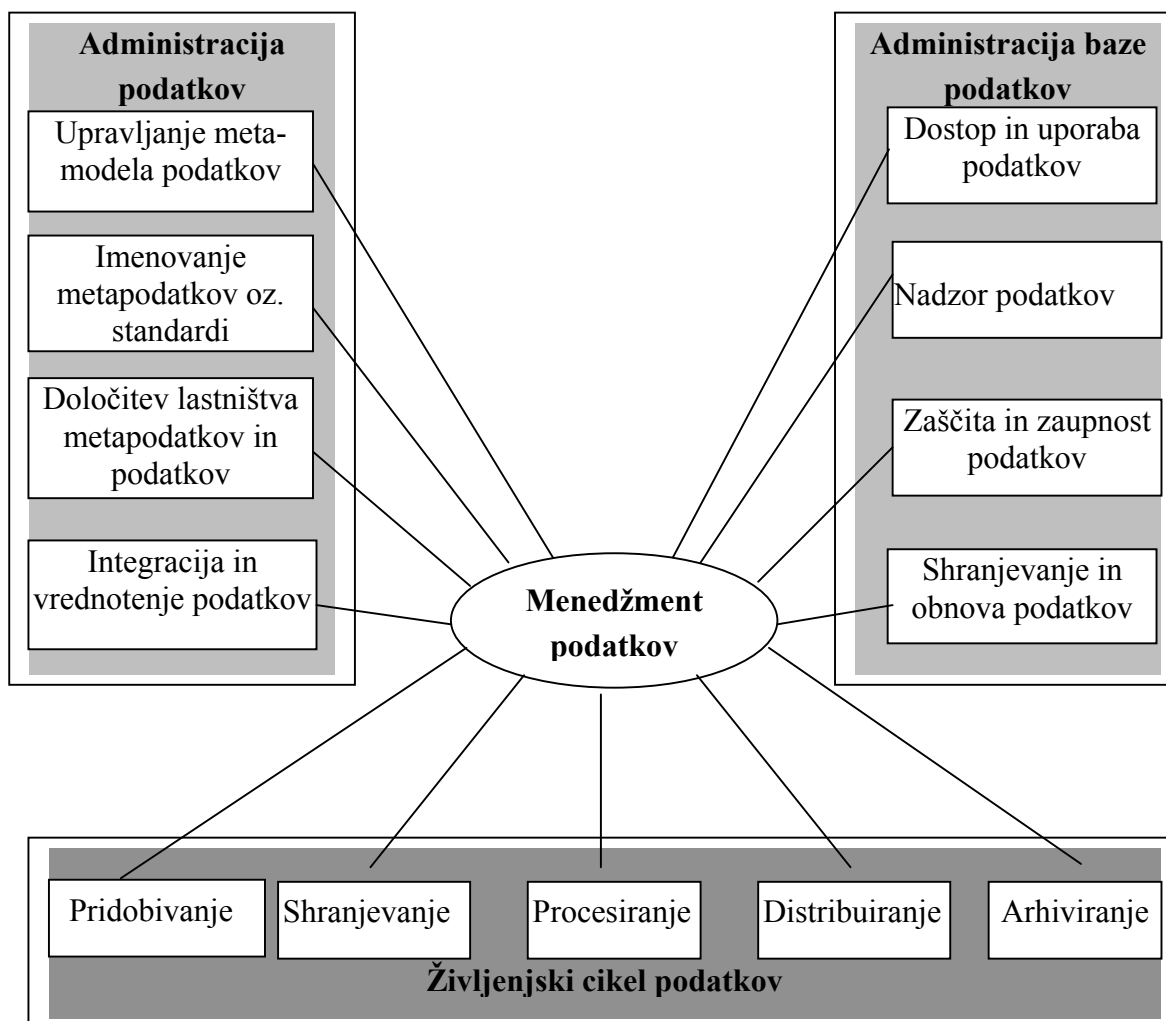 Administracija
podatkov
Upravljanje meta-
modela podatkov
Imenovanje
metapodatkov oz.
standardi
Določitev lastništva
metapodatkov in
podatkov
Integracija in
vrednotenje podatkov
Administracija baze
podatkov
Dostop in uporaba
podatkov
Nadzor podatkov
Zaščita in zaupnost
podatkov
Shranjevanje in
obnova podatkov
Menedžment
podatkov
Pridobivanje
Shranjevanje
Procesiranje
Distribuiranje
Arhiviranje
Življenjski cikel podatkov